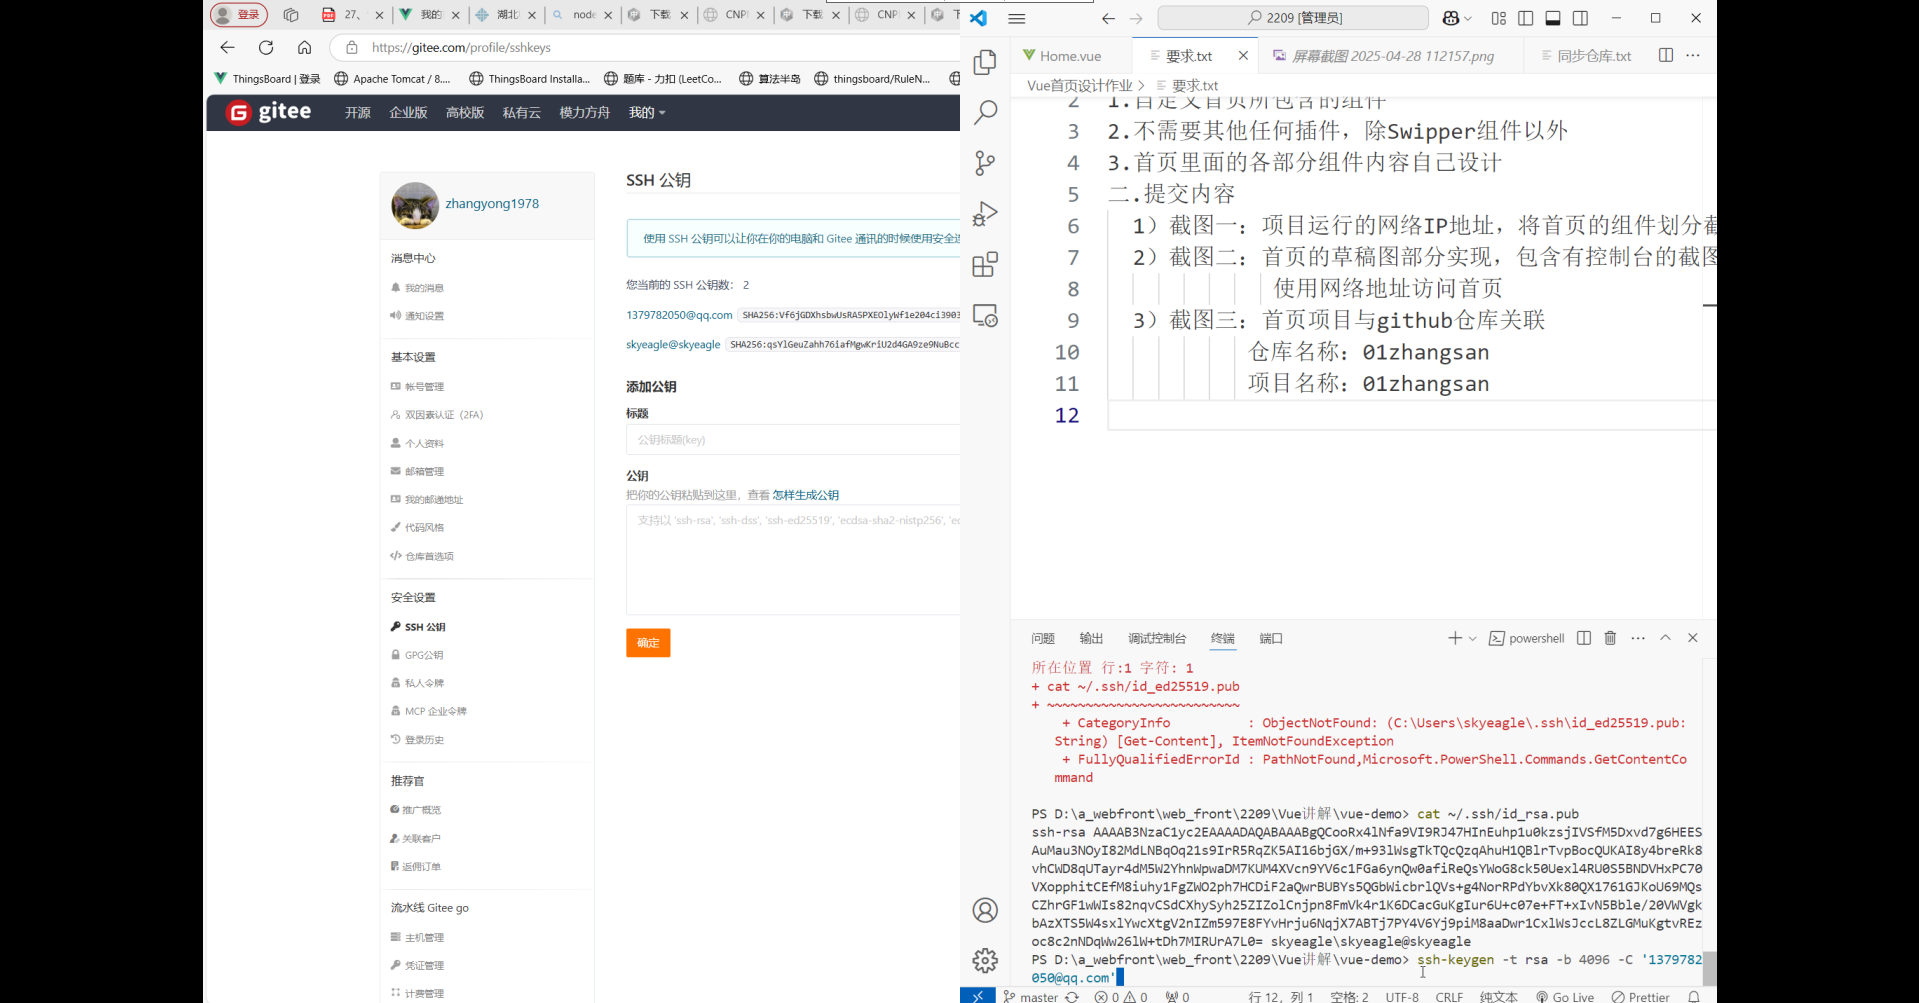 登录
27、
我的
湖北
node
下载
CNPI
下载
CNPI
https://gitee.com/profile/sshkeys
ThingsBoard | 登录
Apache Tomcat / 8....
ThingsBoard Installa...
题库 - 力扣 (LeetCo...
算法半岛
thingsboard/RuleN...
gitee
开源
企业版
高校版
私有云
模力方舟
我的
zhangyong1978
消息中心
我的消息
通知设置
基本设置
帐号管理
双因素认证（2FA）
个人资料
邮箱管理
我的邮递地址
代码风格
仓库首选项
安全设置
SSH 公钥
GPG公钥
私人令牌
MCP 企业令牌
登录历史
推荐官
推广概览
关联客户
返佣订单
流水线 Gitee go
主机管理
凭证管理
计费管理
SSH 公钥
使用 SSH 公钥可以让你在你的电脑和 Gitee 通讯的时候使用安全连
您当前的 SSH 公钥数： 2
1379782050@qq.com
skyeagle@skyeagle
添加公钥
标题
公钥标题(key)
公钥
把你的公钥粘贴到这里，查看 怎样生成公钥
支持以 'ssh-rsa', 'ssh-dss', 'ssh-ed25519', 'ecdsa-sha2-nistp256', 'ec
确定
2209 [管理员]
Home.vue
要求.txt
屏幕截图 2025-04-28 112157.png
同步仓库.txt
Vue首页设计作业 > 要求.txt
2 1.自定义首页所包含的组件
3 2.不需要其他任何插件，除Swipper组件以外
4 3.首页里面的各部分组件内容自己设计
5 二.提交内容
6 1）截图一：项目运行的网络IP地址，将首页的组件划分截
7 2）截图二：首页的草稿图部分实现，包含有控制台的截图
8 使用网络地址访问首页
9 3）截图三：首页项目与github仓库关联
10 仓库名称：01zhangsan
11 项目名称：01zhangsan
12
问题
输出
调试控制台
终端
端口
powershell
所在位置 行:1 字符: 1
+ cat ~/.ssh/id_ed25519.pub
+ ~~~~~~~~~~~~~~~~~~~~~~~~~
+ CategoryInfo : ObjectNotFound: (C:\Users\skyeagle\.ssh\id_ed25519.pub:
String) [Get-Content], ItemNotFoundException
+ FullyQualifiedErrorId : PathNotFound,Microsoft.PowerShell.Commands.GetContentCo
mmand
PS D:\a_webfront\web_front\2209\Vue讲解\vue-demo> cat ~/.ssh/id_rsa.pub
ssh-rsa
skyeagle\skyeagle@skyeagle
PS D:\a_webfront\web_front\2209\Vue讲解\vue-demo> ssh-keygen -t rsa -b 4096 -C '1379782
050@qq.com'
master
0
0
0
行 12，列 1
空格: 2
UTF-8
CRLF
纯文本
Go Live
Prettier